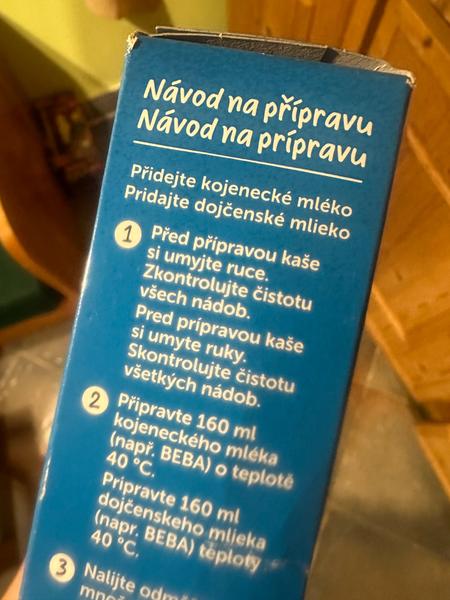 Návod na přípravu
Návod na prípravu
Přidejte kojenecké mléko
Pridajte dojčenské mlieko
1 Před přípravou kaše
si umyjte ruce.
Zkontrolujte čistotu
všech nádob.
Pred prípravou kaše
si umyte ruky.
Skontrolujte čistotu
všetkých nádob.
2 Připravte 160 ml
kojeneckého mléka
(např. BEBA) o teplotě
40 °C.
Pripravte 160 ml
dojčenskeho mlieka
(napr. BEBA) teploty
40 °C.
3 Nalijte